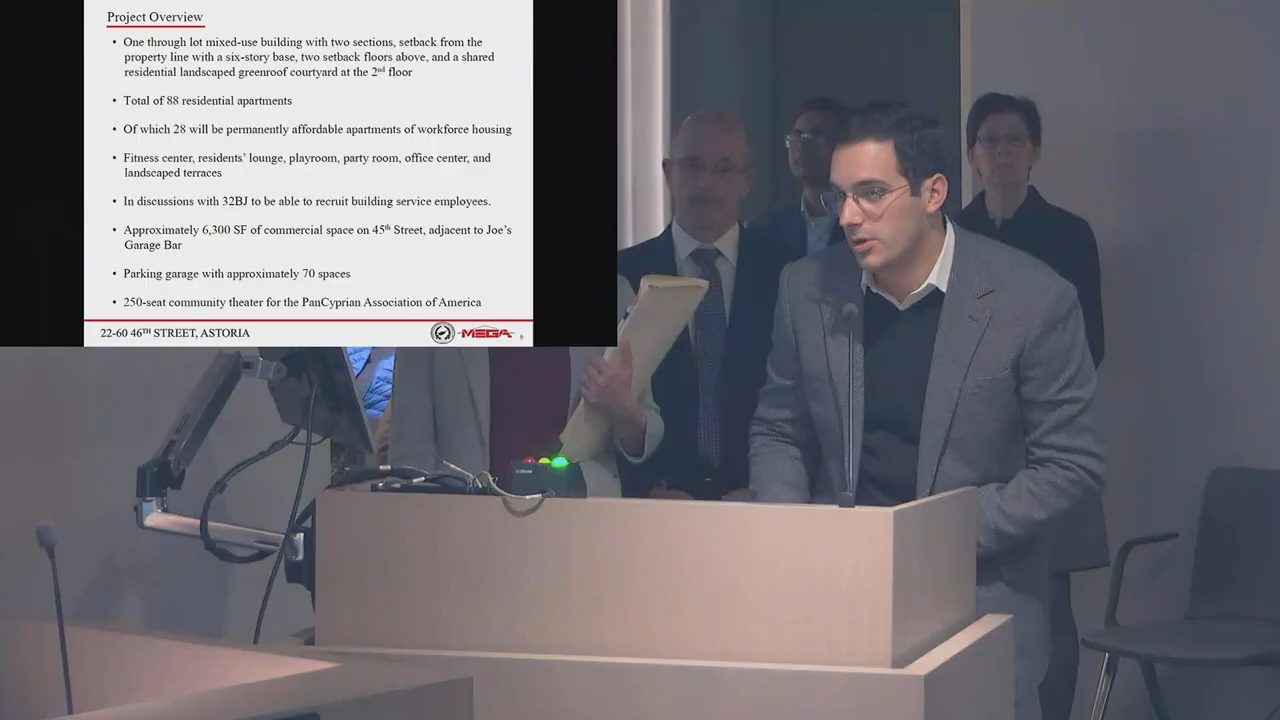 Project Overview
• One through lot mixed-use building with two sections, setback from the
property line with a six-story base, two setback floors above, and a shared
residential landscaped greenroof courtyard at the 2nd floor
• Total of 88 residential apartments
• Of which 28 will be permanently affordable apartments of workforce housing
• Fitness center, residents' lounge, playroom, party room, office center, and
landscaped terraces
• In discussions with 32BJ to be able to recruit building service employees.
• Approximately 6,300 SF of commercial space on 45th Street, adjacent to Joe's
Garage Bar
• Parking garage with approximately 70 spaces
• 250-seat community theater for the PanCyprian Association of America
22-60 46TH STREET, ASTORIA
MEGA
9